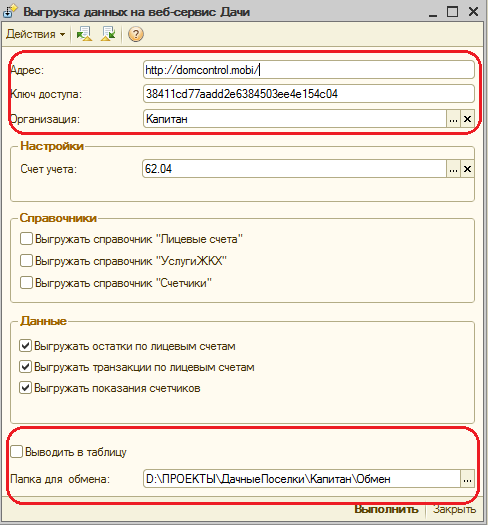 Выгрузка данных на веб-сервис Дачи
Действия
Адрес: http://domcontrol.mobi/
Ключ доступа: 38411cd77aadd2e6384503ee4e154c04
Организация: Капитан ... ×
Настройки
Счет учета: 62.04 ... ×
Справочники
Выгружать справочник "Лицевые счета"
Выгружать справочник "УслугиЖКХ"
Выгружать справочник "Счетчики"
Данные
Выгружать остатки по лицевым счетам
Выгружать транзакции по лицевым счетам
Выгружать показания счетчиков
Выводить в таблицу
Папка для обмена: D:\ПРОЕКТЫ\ДачныеПоселки\Капитан\Обмен ...
Выполнить Закрыть